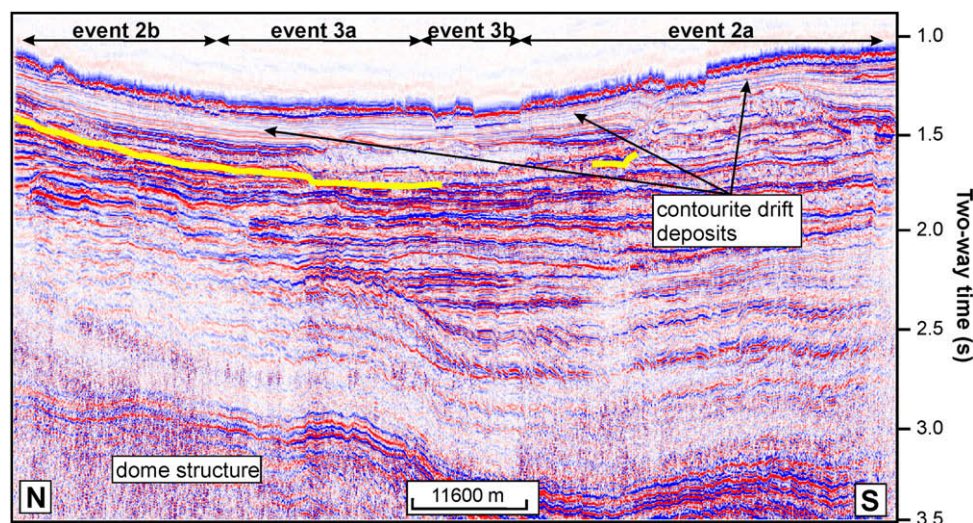 event 2b
event 3a
event 3b
event 2a
1.0
1.5
contourite drift
deposits
2.0
2.5
3.0
3.5
Two-way time (s)
dome structure
N
11600 m
S